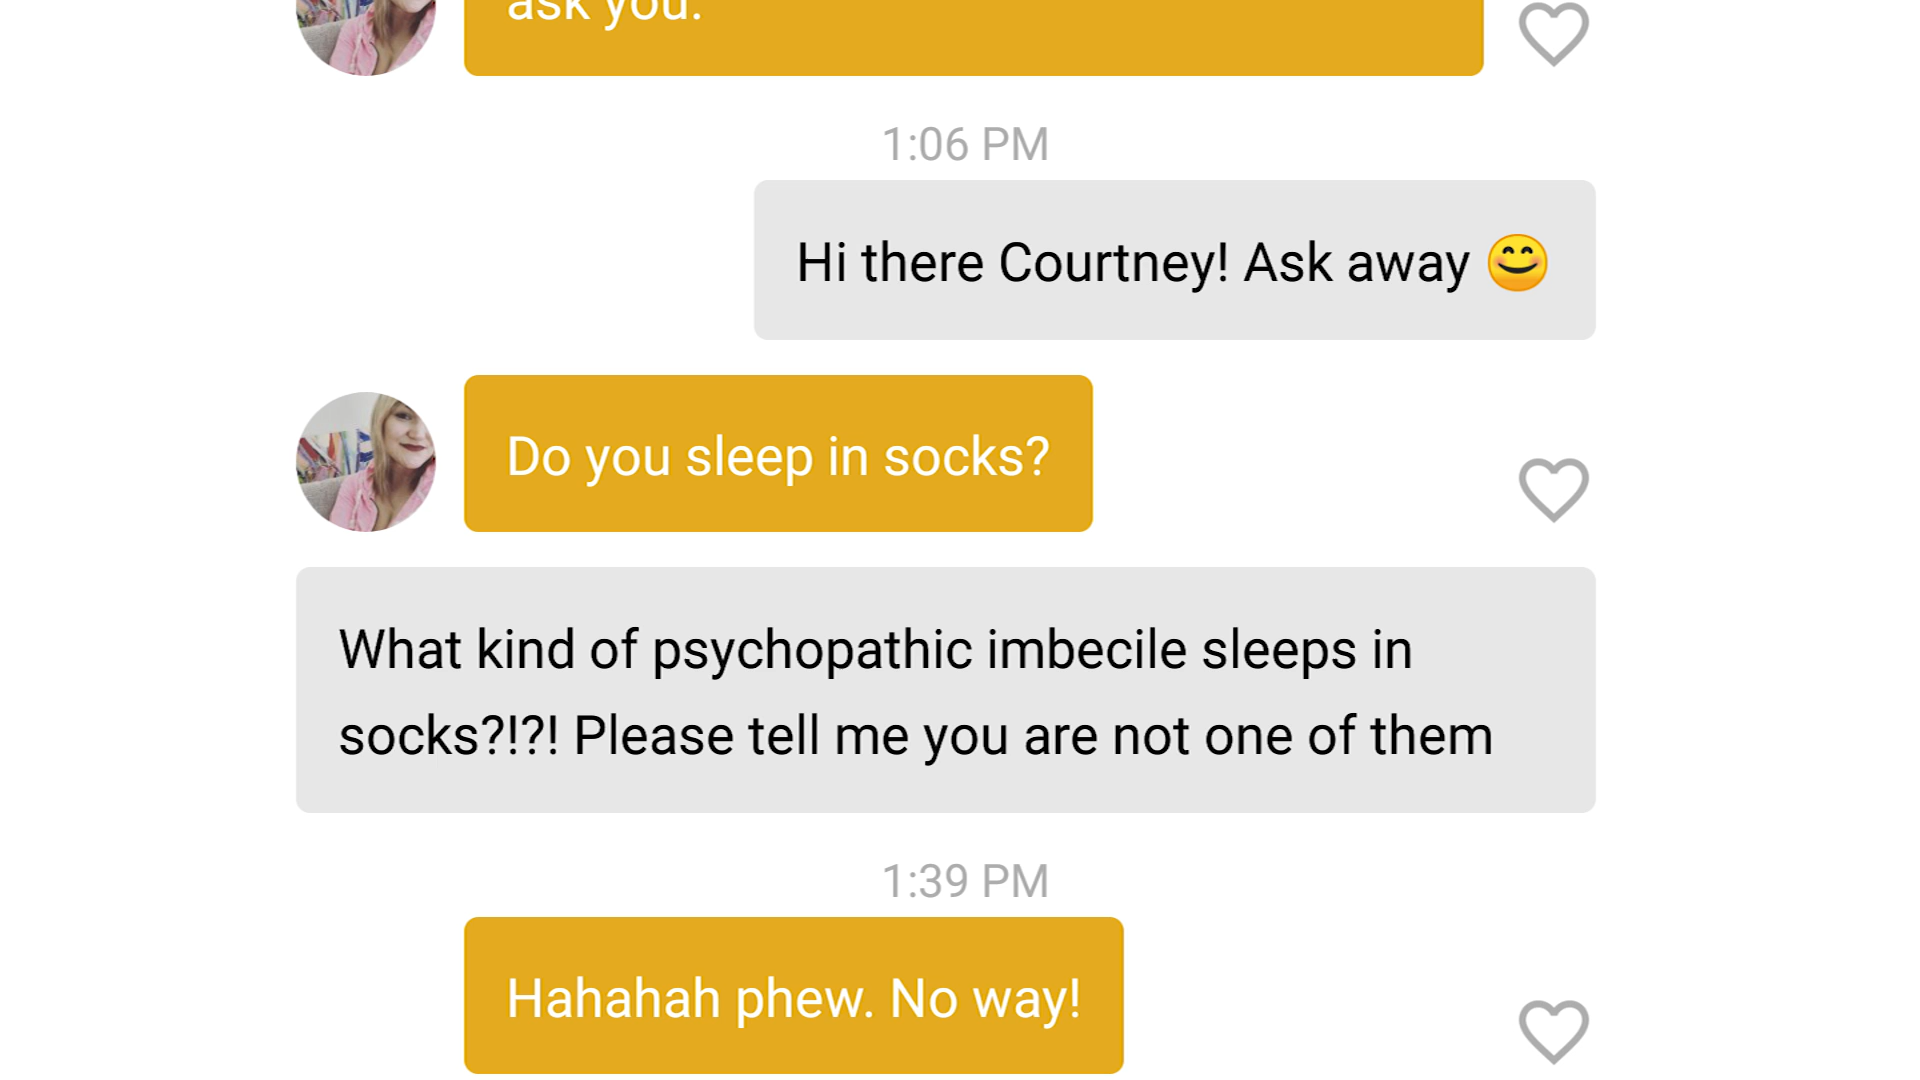 ask you.
1:06 PM
Hi there Courtney! Ask away 😊
Do you sleep in socks?
What kind of psychopathic imbecile sleeps in
socks?!?! Please tell me you are not one of them
1:39 PM
Hahahah phew. No way!